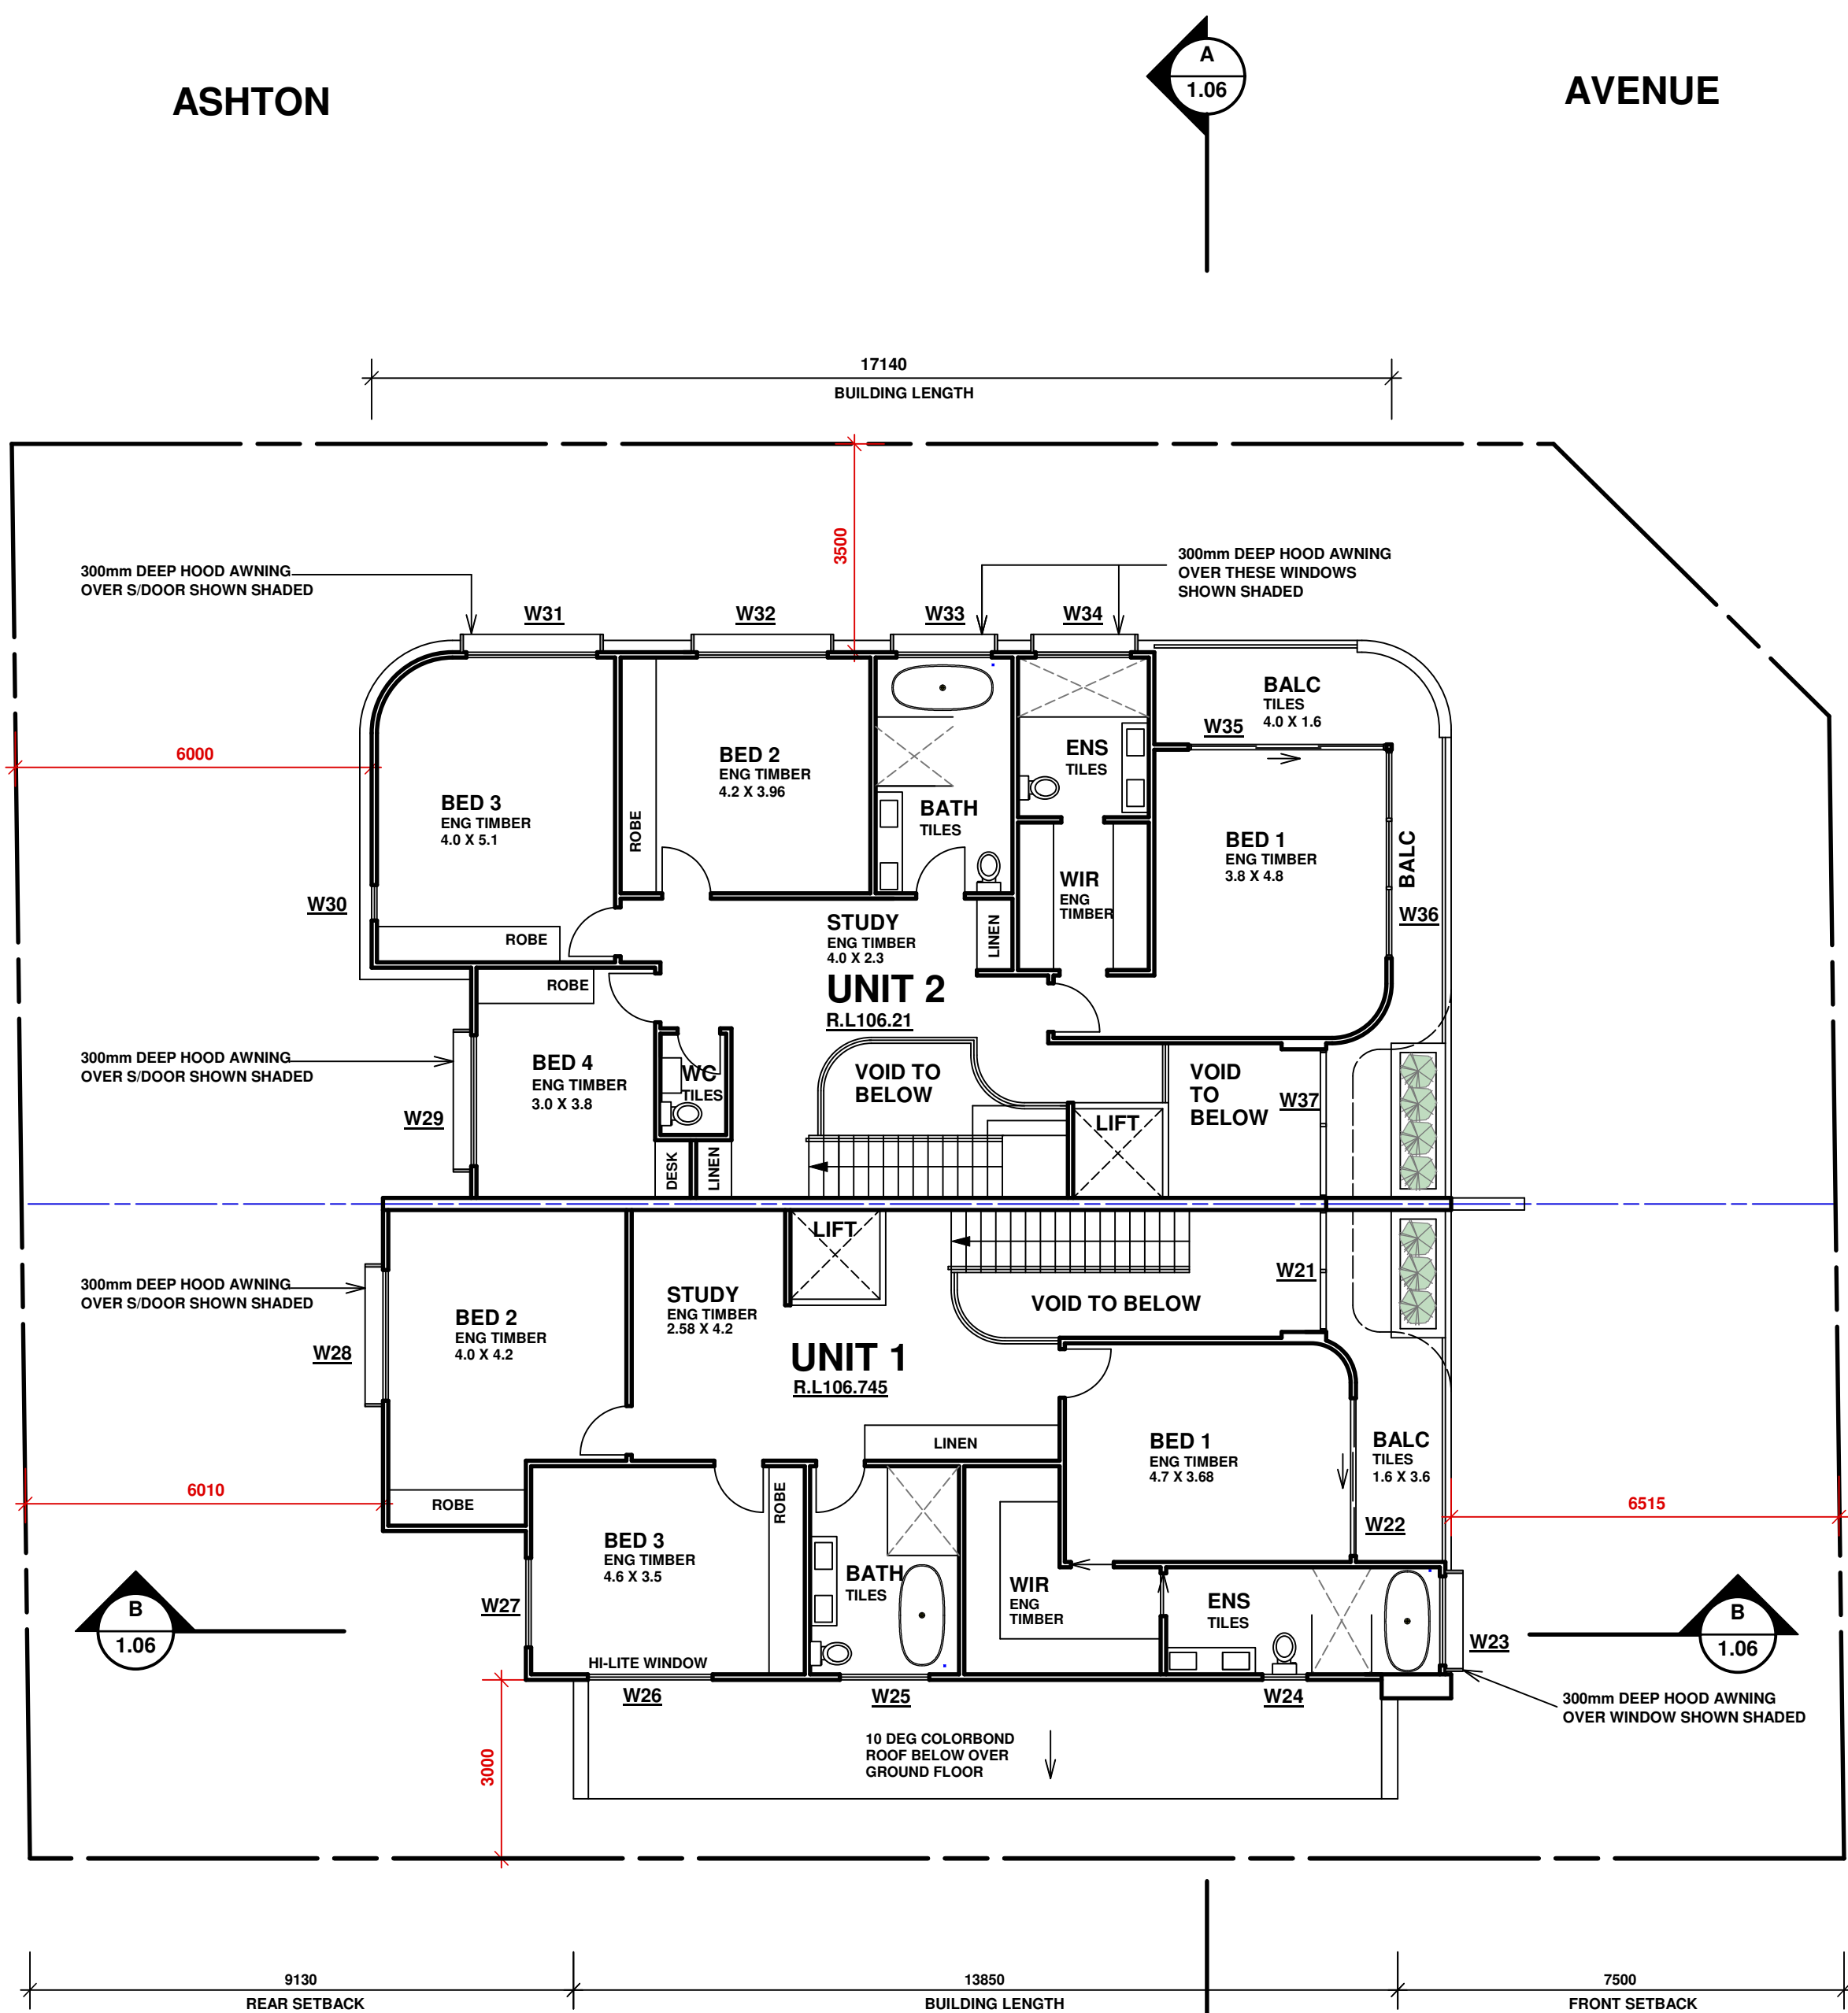 ASHTON
AVENUE
A
1.06
17140
BUILDING LENGTH
3500
300mm DEEP HOOD AWNING
OVER S/DOOR SHOWN SHADED
300mm DEEP HOOD AWNING
OVER THESE WINDOWS
SHOWN SHADED
W31
W32
W33
W34
6000
BED 3
ENG TIMBER
4.0 X 5.1
ROBE
W30
BED 2
ENG TIMBER
4.2 X 3.96
ROBE
BATH
TILES
ENS
TILES
BALC
TILES
4.0 X 1.6
W35
BED 1
ENG TIMBER
3.8 X 4.8
BALC
W36
WIR
ENG
TIMBER
STUDY
ENG TIMBER
4.0 X 2.3
LINEN
UNIT 2
R.L106.21
ROBE
300mm DEEP HOOD AWNING
OVER S/DOOR SHOWN SHADED
W29
BED 4
ENG TIMBER
3.0 X 3.8
WC
TILES
DESK
LINEN
VOID TO
BELOW
LIFT
VOID
TO
BELOW
W37
300mm DEEP HOOD AWNING
OVER S/DOOR SHOWN SHADED
W28
BED 2
ENG TIMBER
4.0 X 4.2
ROBE
STUDY
ENG TIMBER
2.58 X 4.2
LIFT
UNIT 1
R.L106.745
VOID TO BELOW
W21
LINEN
BED 1
ENG TIMBER
4.7 X 3.68
BALC
TILES
1.6 X 3.6
W22
6010
6515
BED 3
ENG TIMBER
4.6 X 3.5
ROBE
W27
HI-LITE WINDOW
W26
BATH
TILES
W25
WIR
ENG
TIMBER
ENS
TILES
W24
W23
B
1.06
B
1.06
300mm DEEP HOOD AWNING
OVER WINDOW SHOWN SHADED
3000
10 DEG COLORBOND
ROOF BELOW OVER
GROUND FLOOR
9130
REAR SETBACK
13850
BUILDING LENGTH
7500
FRONT SETBACK